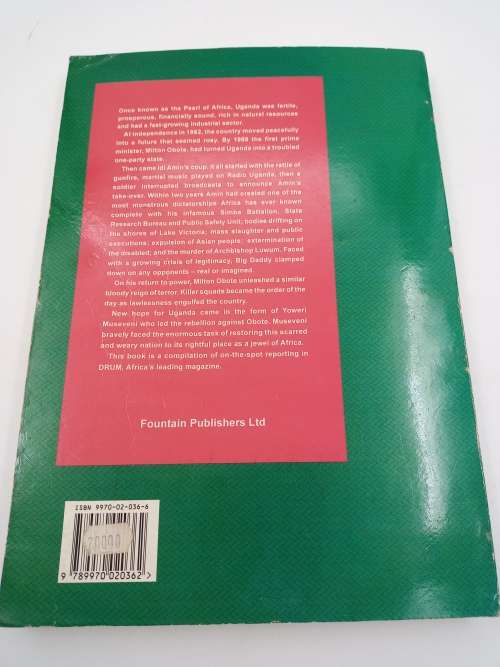 Once known as the Pearl of Africa, Uganda was fertile,
prosperous, financially sound, rich in natural resources
and had a fast-growing industrial sector.
At independence in 1962, the country moved peacefully
into a future that seemed rosy. By 1969 the first prime
minister, Milton Obote, had turned Uganda into a troubled
one-party state.
Then came Idi Amin's coup. It all started with the rattle of
gunfire, martial music played on Radio Uganda, then a
soldier interrupted broadcasts to announce Amin's
take-over. Within two years Amin had created one of the
most monstrous dictatorships Africa has ever known
complete with his infamous Simba Battalion, State
Research Bureau and Public Safety Unit; bodies drifting on
the shores of Lake Victoria; mass slaughter and public
executions; expulsion of Asian people; extermination of
the disabled; and the murder of Archbishop Luwum. Faced
with a growing crisis of legitimacy, Big Daddy clamped
down on any opponents – real or imagined.
On his return to power, Milton Obote unleashed a similar
bloody reign of terror. Killer squads became the order of the
day as lawlessness engulfed the country.
New hope for Uganda came in the form of Yoweri
Museveni who led the rebellion against Obote. Museveni
bravely faced the enormous task of restoring this scarred
and weary nation to its rightful place as a jewel of Africa.
This book is a compilation of on-the-spot reporting in
DRUM, Africa's leading magazine.
Fountain Publishers Ltd
ISBN 9970-02-036-6
20000
9 789970 020362 >